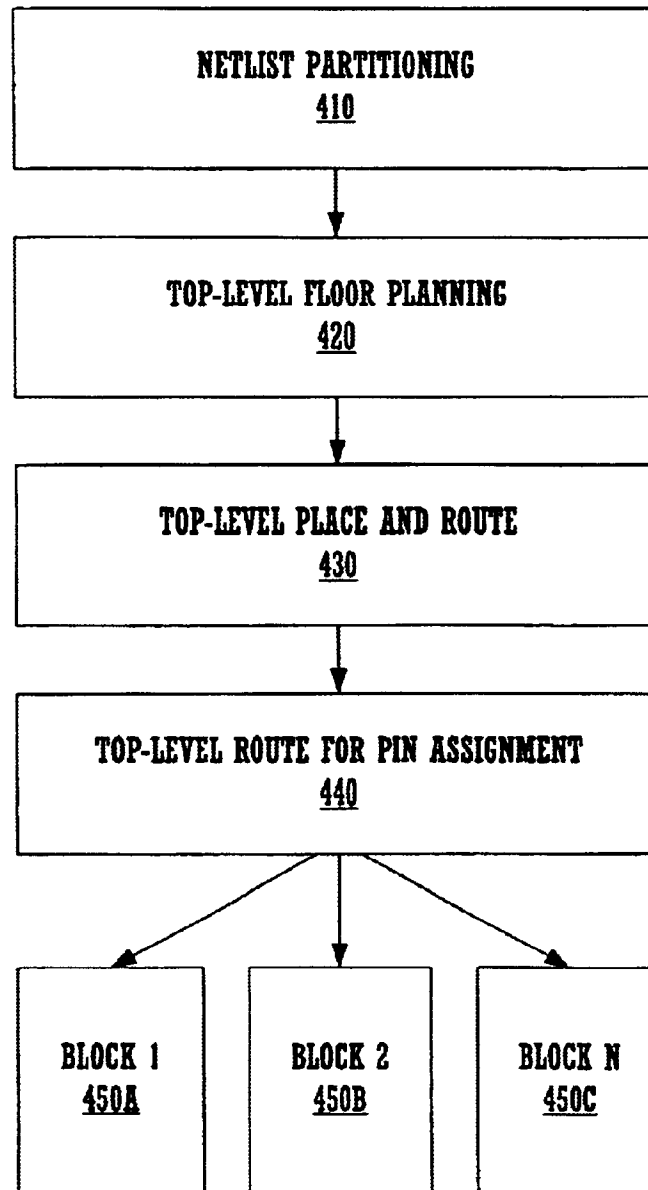 NETLIST PARTITIONING
410
TOP-LEVEL FLOOR PLANNING
420
TOP-LEVEL PLACE AND ROUTE
430
TOP-LEVEL ROUTE FOR PIN ASSIGNMENT
440
BLOCK 1
450A
BLOCK 2
450B
BLOCK N
450C